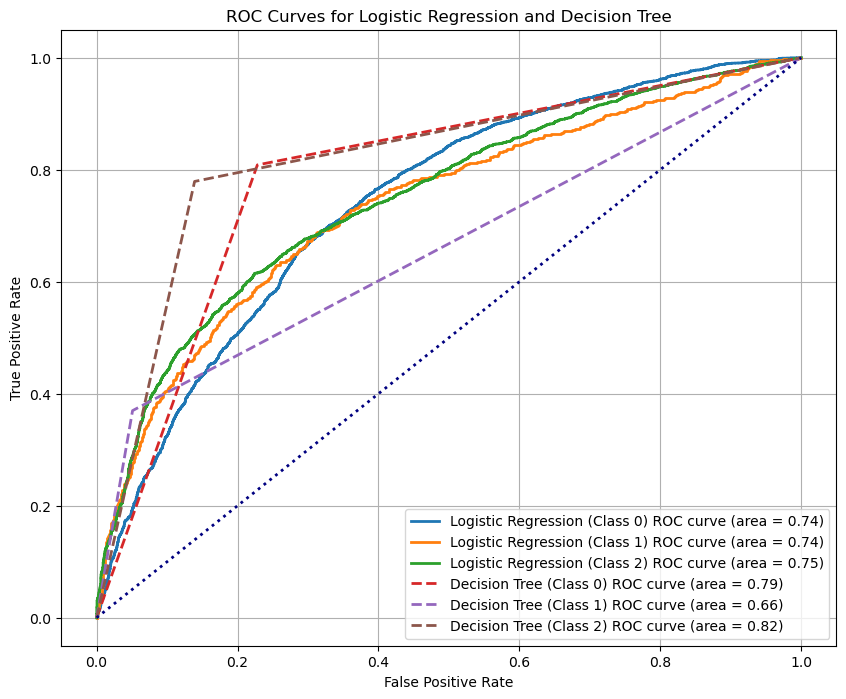 ROC Curves for Logistic Regression and Decision Tree
True Positive Rate
1.0
0.8
0.6
0.4
0.2
0.0
Logistic Regression (Class 0) ROC curve (area = 0.74)
Logistic Regression (Class 1) ROC curve (area = 0.74)
Logistic Regression (Class 2) ROC curve (area = 0.75)
Decision Tree (Class 0) ROC curve (area = 0.79)
Decision Tree (Class 1) ROC curve (area = 0.66)
Decision Tree (Class 2) ROC curve (area = 0.82)
0.0 0.2 0.4 0.6 0.8 1.0
False Positive Rate